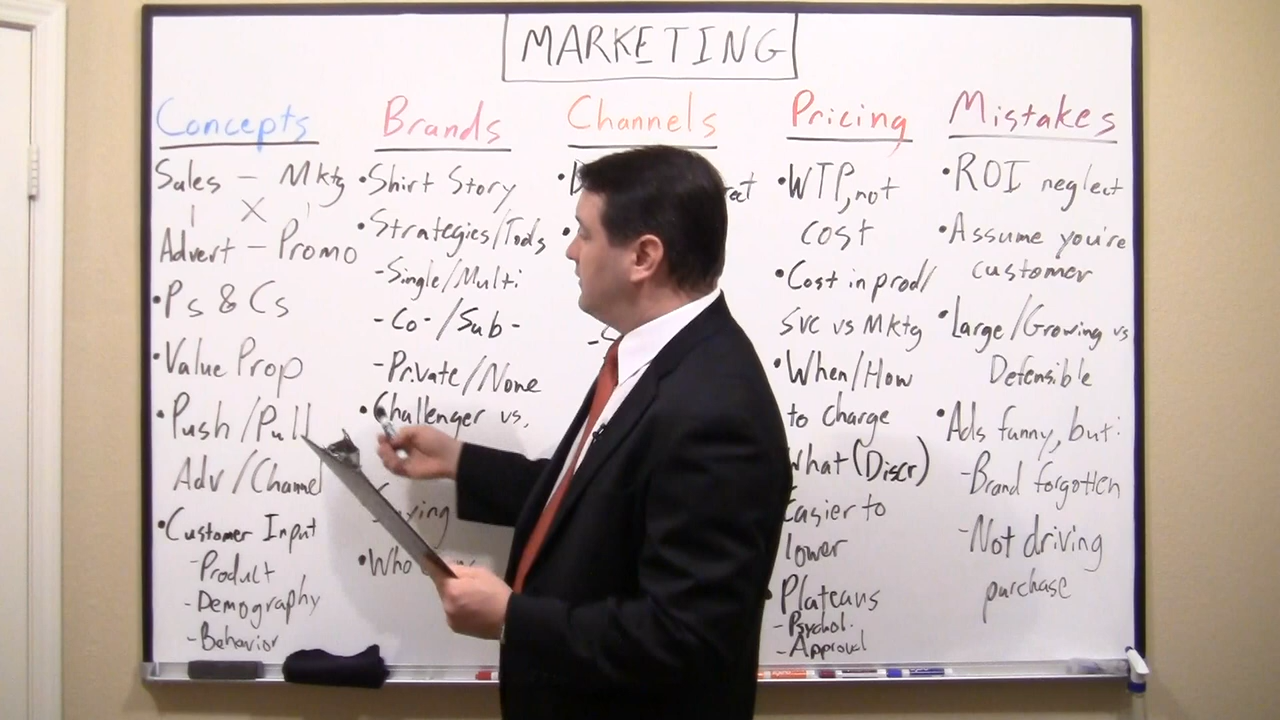 MARKETING
Concepts
Sales - Mktg
X
Advert - Promo
•Ps & Cs
•Value Prop
•Push/Pull
Adv/Channel
•Customer Input
-Product
-Demography
-Behavior
Brands
•Shirt Story
•Strategies/Tools
-Single/Multi
-Co-/Sub-
-Private/None
•Challenger vs.
•Who
Channels
Pricing
•WTP, not
cost
•Cost in prod/
svc vs Mktg
•When/How
to charge
What (Discr)
Easier to
lower
•Plateaus
-Psychol.
-Approval
Mistakes
•ROI neglect
•Assume you're
customer
•Large/Growing vs
Defensible
•Ads funny, but:
-Brand forgotten
-Not driving
purchase